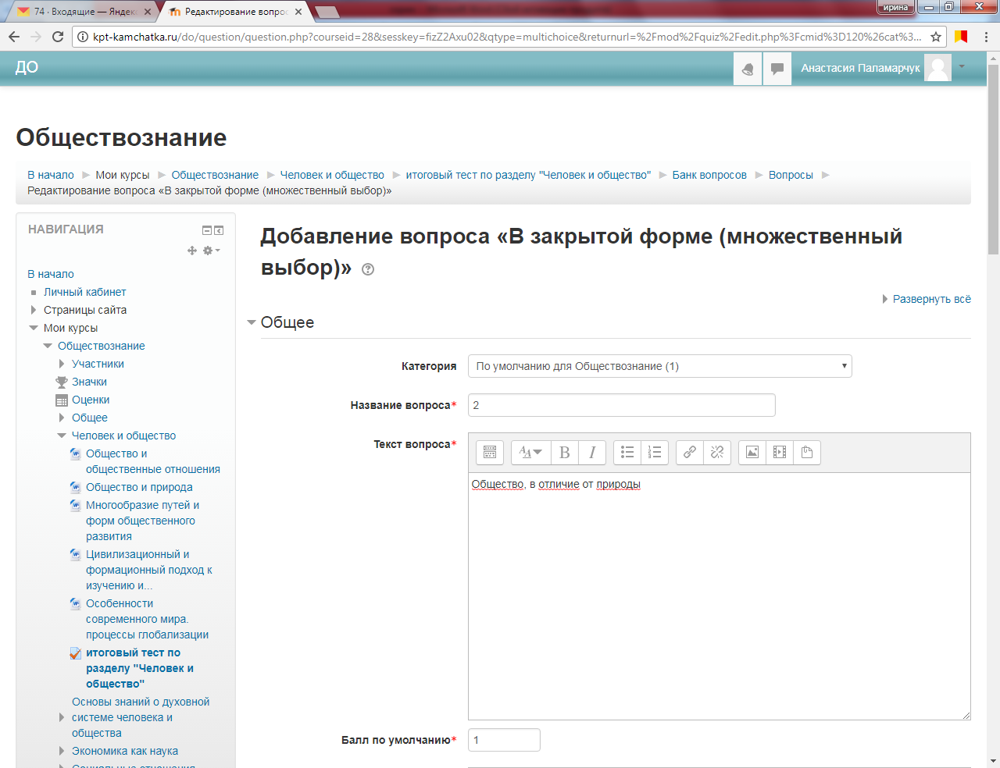 74 · Входящие — Яндекс
Редактирование вопрос
ирина
kpt-kamchatka.ru/do/question/question.php?courseid=28&sesskey=fizZ2Axu02&qtype=multichoice&returnurl=%2Fmod%2Fquiz%2Fedit.php%3Fcmid%3D120%26cat%3...
ДО
Анастасия Паламарчук
Обществознание
В начало ► Мои курсы ► Обществознание ► Человек и общество ► итоговый тест по разделу "Человек и общество" ► Банк вопросов ► Вопросы ►
Редактирование вопроса «В закрытой форме (множественный выбор)»
НАВИГАЦИЯ
В начало
Личный кабинет
Страницы сайта
Мои курсы
Обществознание
Участники
Значки
Оценки
Общее
Человек и общество
Общество и
общественные отношения
Общество и природа
Многообразие путей и
форм общественного
развития
Цивилизационный и
формационный подход к
изучению и...
Особенности
современного мира.
процессы глобализации
итоговый тест по
разделу "Человек и
общество"
Основы знаний о духовной
системе человека и
общества
Экономика как наука
Социальные отношения
Добавление вопроса «В закрытой форме (множественный
выбор)»
Развернуть всё
Общее
Категория
По умолчанию для Обществознание (1)
Название вопроса*
2
Текст вопроса*
Общество, в отличие от природы
Балл по умолчанию*
1